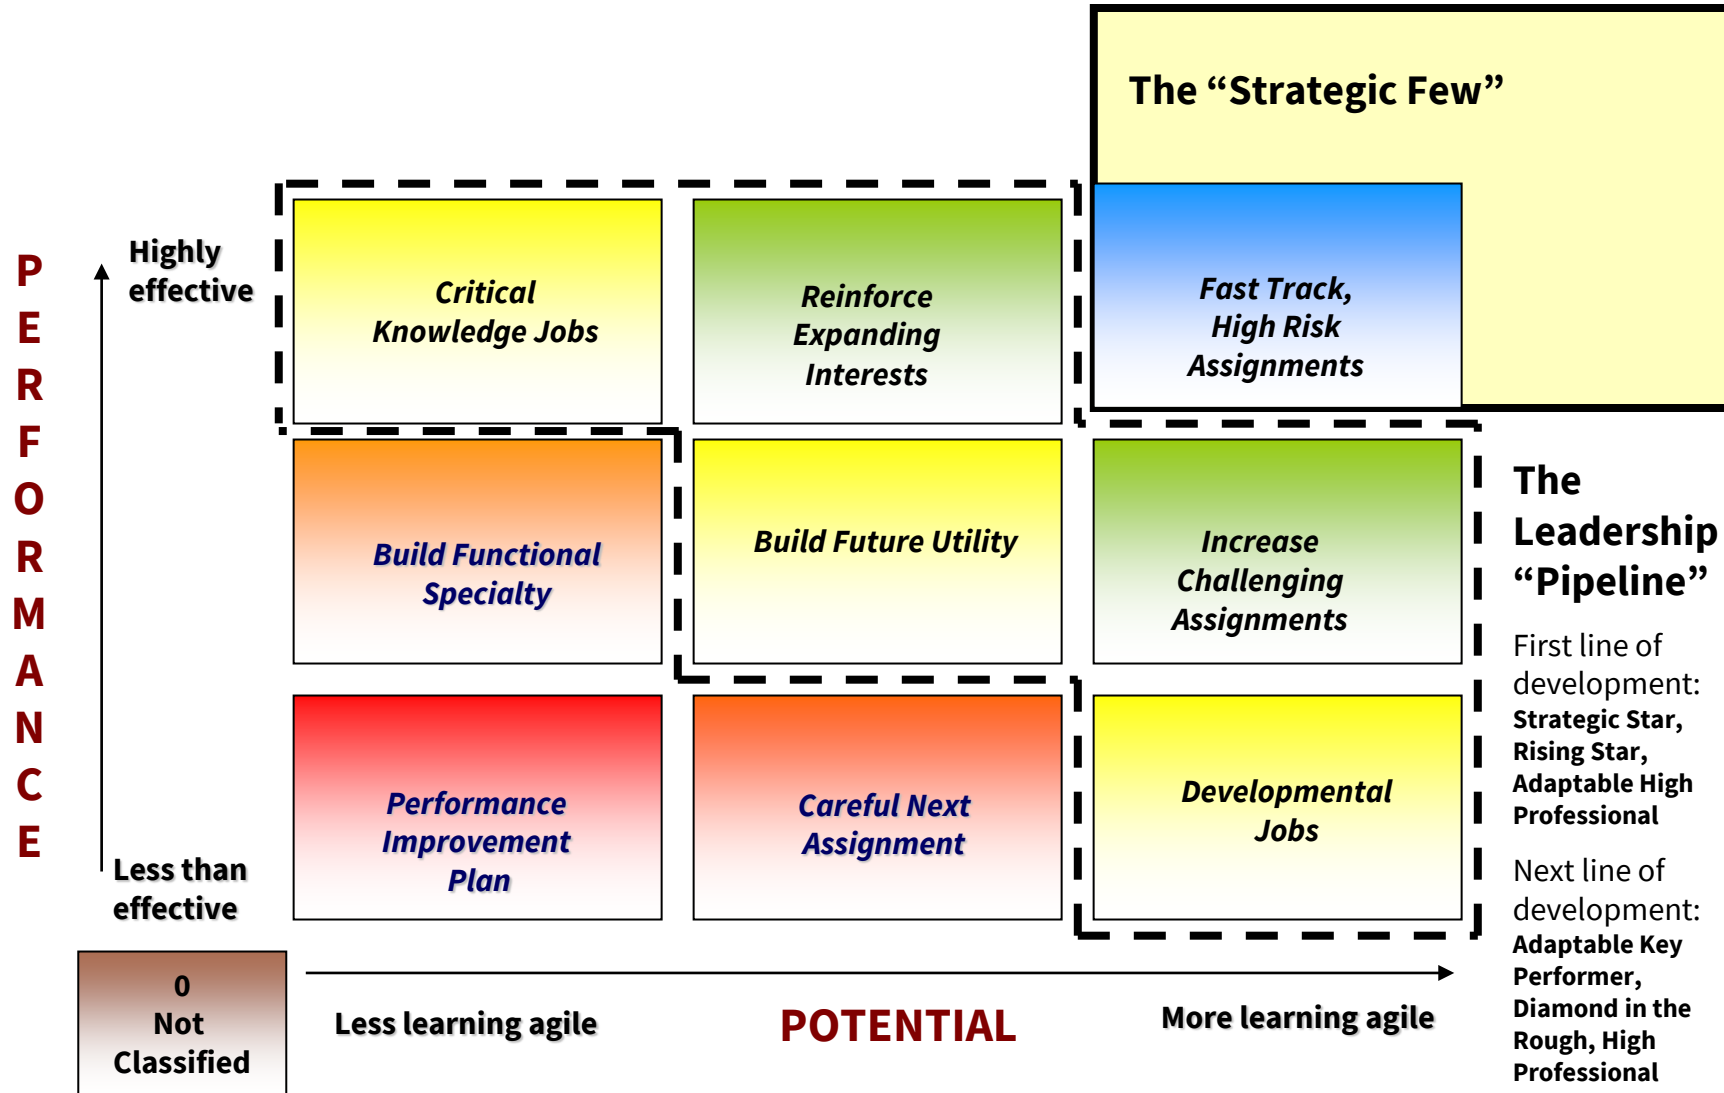 The “Strategic Few”
PERFORMANCE
Highly
effective
Critical
Knowledge Jobs
Reinforce
Expanding
Interests
Fast Track,
High Risk
Assignments
Build Functional
Specialty
Build Future Utility
Increase
Challenging
Assignments
The
Leadership
“Pipeline”
First line of
development:
Strategic Star,
Rising Star,
Adaptable High
Professional
Performance
Improvement
Plan
Careful Next
Assignment
Developmental
Jobs
Less than
effective
Next line of
development:
Adaptable Key
Performer,
Diamond in the
Rough, High
Professional
0
Not
Classified
Less learning agile
POTENTIAL
More learning agile